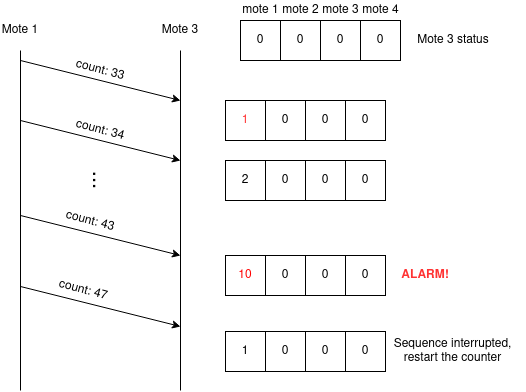 mote 1 mote 2 mote 3 mote 4
Mote 1
Mote 3
0 0 0 0
Mote 3 status
count: 33
1 0 0 0
count: 34
2 0 0 0
...
count: 43
10 0 0 0
ALARM!
count: 47
1 0 0 0
Sequence interrupted,
restart the counter